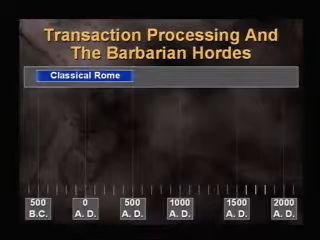 Transaction Processing And
The Barbarian Hordes
Classical Rome
500 0 500 1000 1500 2000
B.C. A. D. A. D. A. D. A. D. A. D.